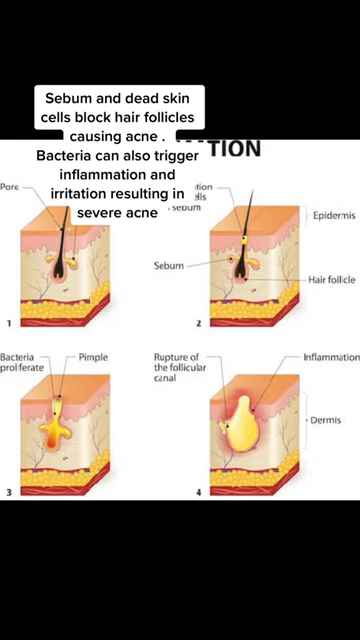 Sebum and dead skin
cells block hair follicles
causing acne .
Bacteria can also trigger
inflammation and
irritation resulting in
severe acne
TION
Pore
sebum
Epidermis
Sebum
Hair follicle
1
2
Bacteria
proliferate
Pimple
Rupture of
the follicular
canal
Inflammation
Dermis
3
4